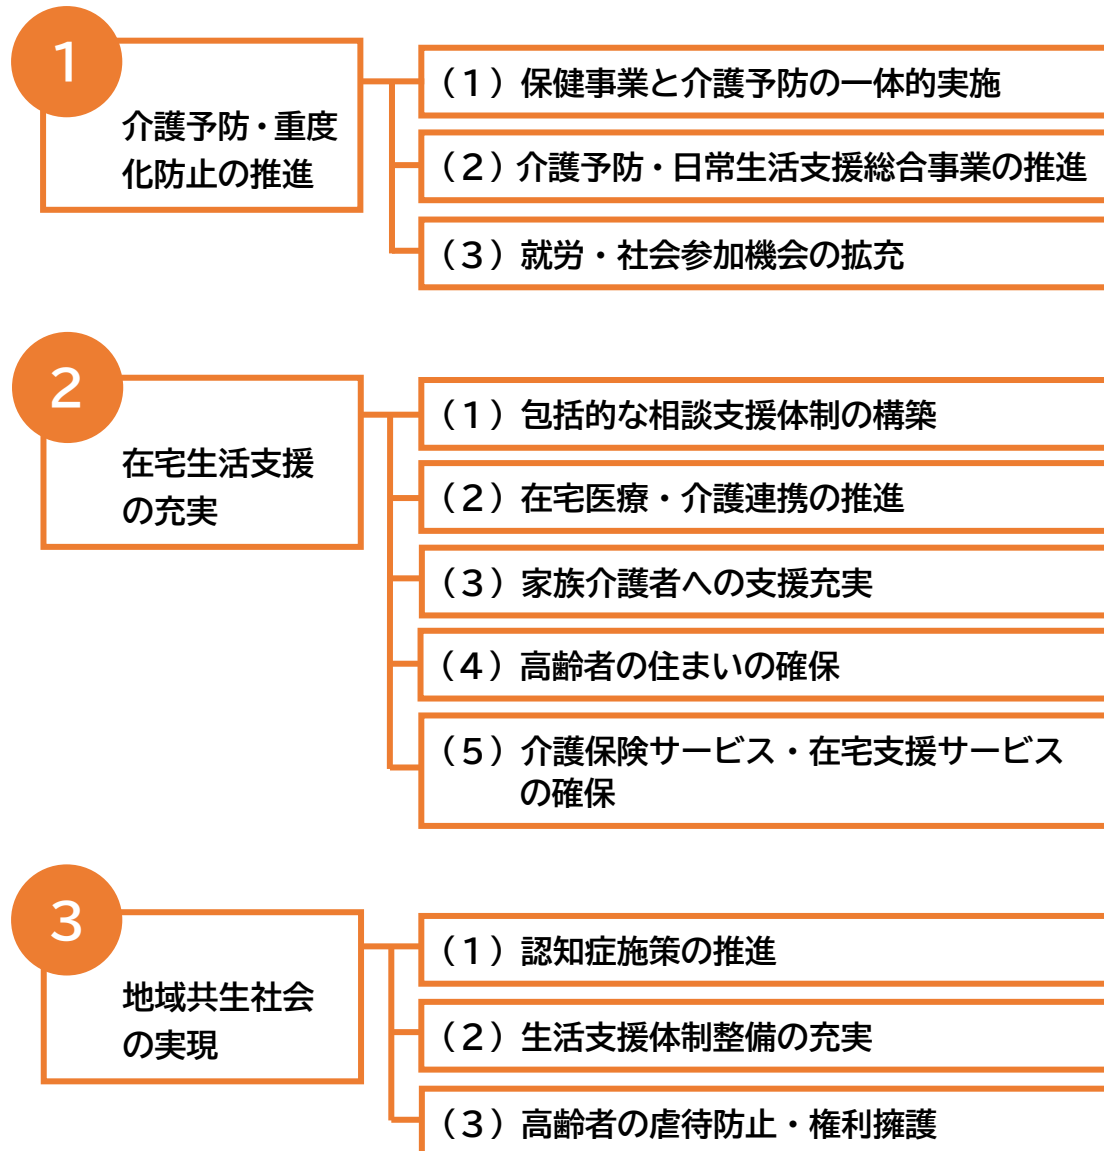 1
介護予防・重度
化防止の推進
（1）保健事業と介護予防の一体的実施
（2）介護予防・日常生活支援総合事業の推進
（3）就労・社会参加機会の拡充
2
在宅生活支援
の充実
（1）包括的な相談支援体制の構築
（2）在宅医療・介護連携の推進
（3）家族介護者への支援充実
（4）高齢者の住まいの確保
（5）介護保険サービス・在宅支援サービス
の確保
3
地域共生社会
の実現
（1）認知症施策の推進
（2）生活支援体制整備の充実
（3）高齢者の虐待防止・権利擁護